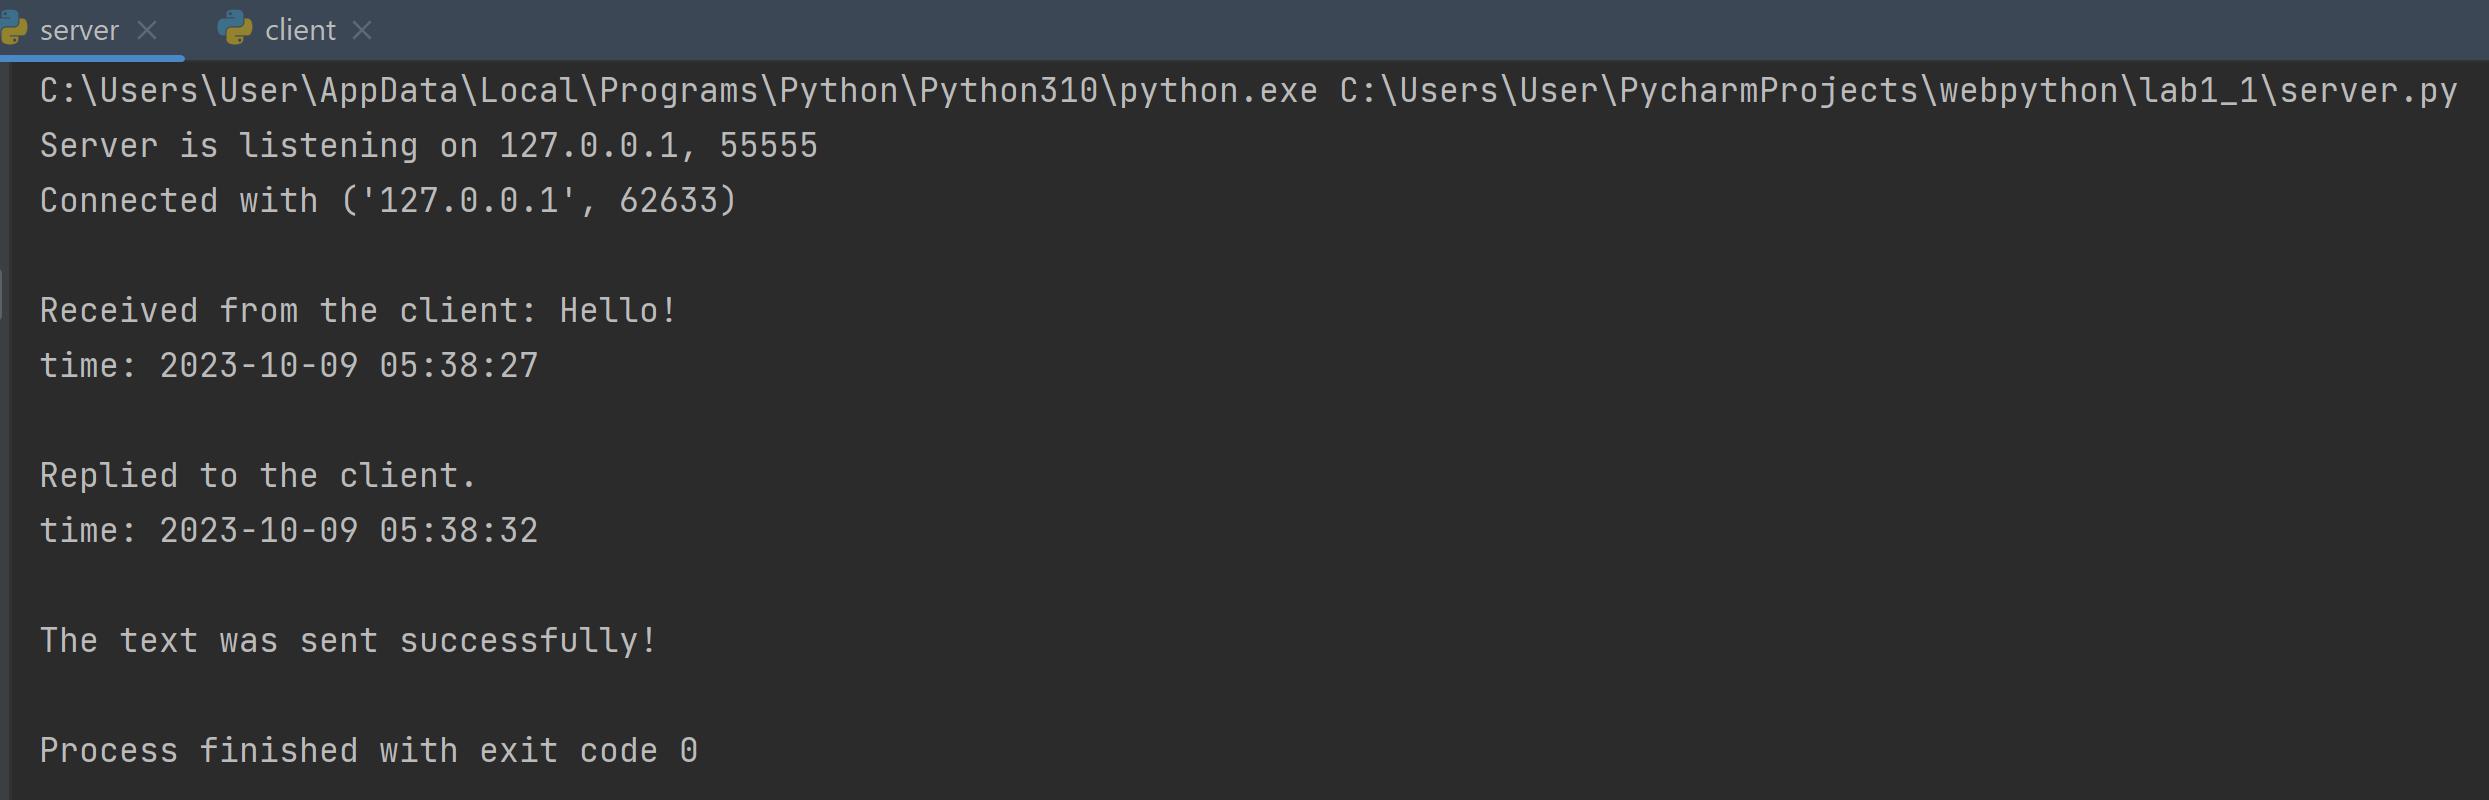 server client
C:\Users\User\AppData\Local\Programs\Python\Python310\python.exe C:\Users\User\PycharmProjects\webpython\lab1_1\server.py
Server is listening on 127.0.0.1, 55555
Connected with ('127.0.0.1', 62633)
Received from the client: Hello!
time: 2023-10-09 05:38:27
Replied to the client.
time: 2023-10-09 05:38:32
The text was sent successfully!
Process finished with exit code 0